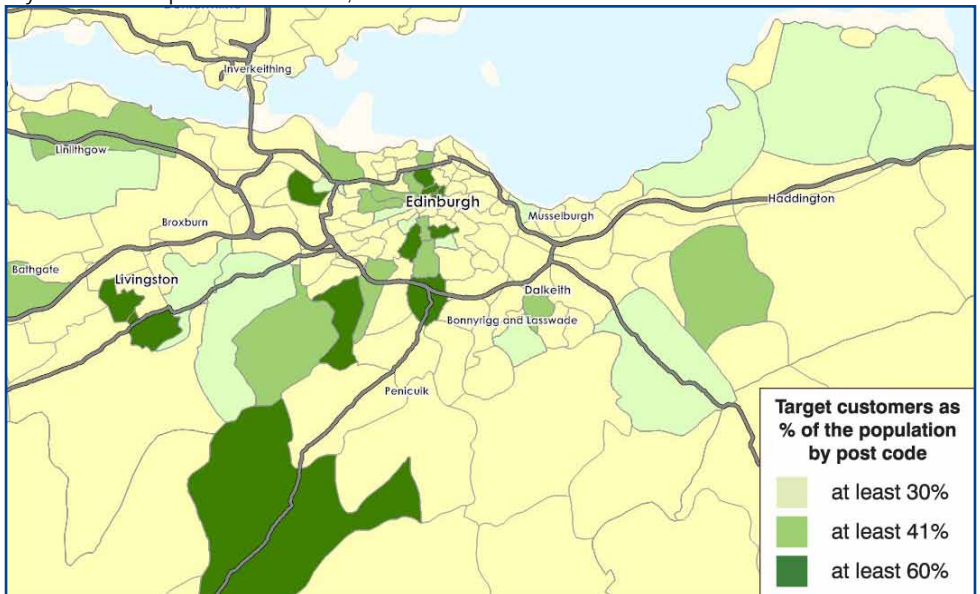 Inverkeithing
Linlithgow
Edinburgh
Haddington
Musselburgh
Broxburn
Bathgate
Livingston
Dalkeith
Bonnyrigg and Lasswade
Penicuik
Target customers as
% of the population
by post code
at least 30%
at least 41%
at least 60%